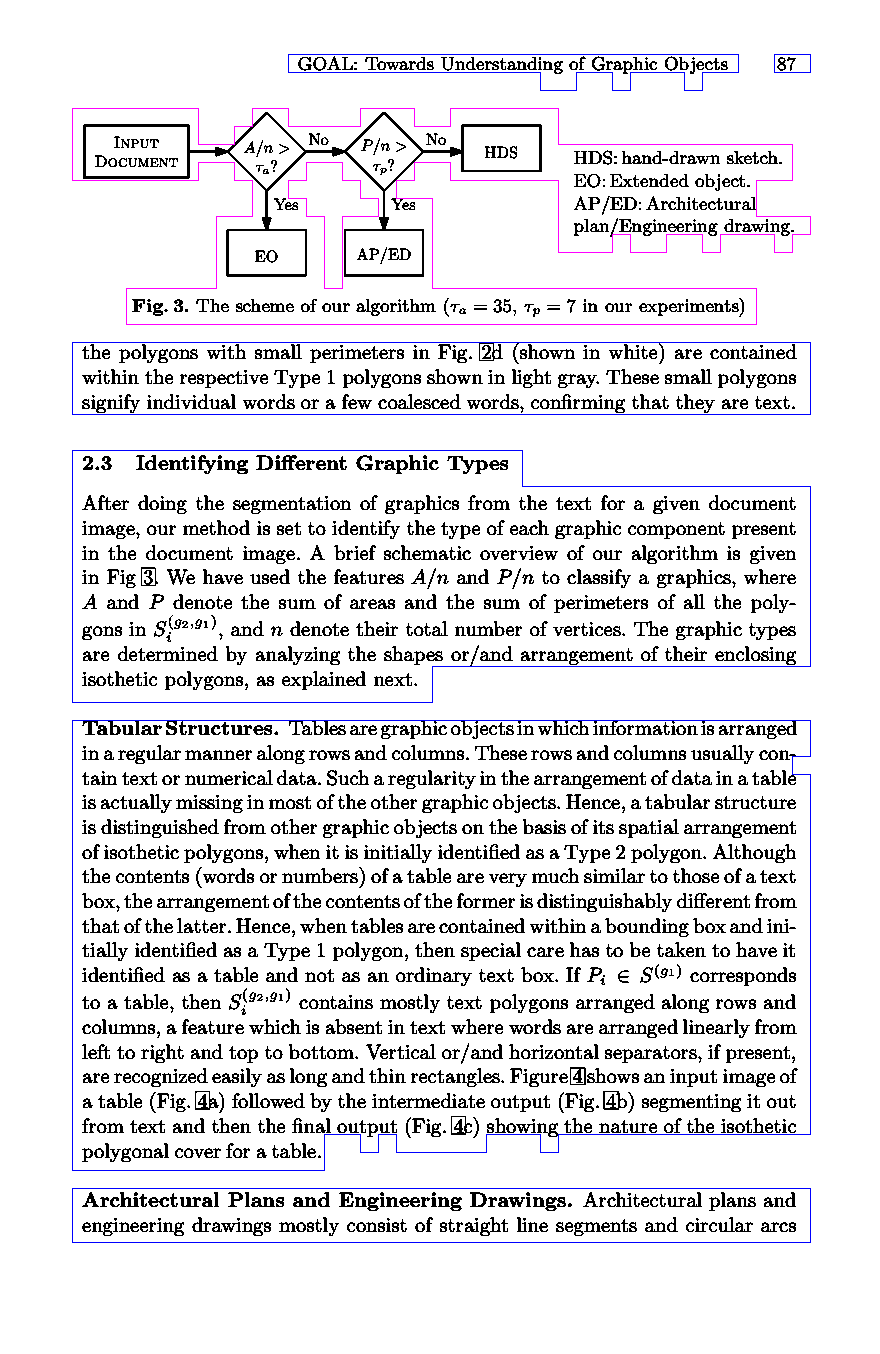 GOAL: Towards Understanding of Graphic Objects 87
INPUT DOCUMENT
A/n > τa?
No
P/n > τp?
No
HDS
Yes
Yes
EO
AP/ED
HDS: hand-drawn sketch.
EO: Extended object.
AP/ED: Architectural
plan/Engineering drawing.
Fig. 3. The scheme of our algorithm (τa = 35, τp = 7 in our experiments)
the polygons with small perimeters in Fig. 2d (shown in white) are contained
within the respective Type 1 polygons shown in light gray. These small polygons
signify individual words or a few coalesced words, confirming that they are text.
2.3 Identifying Different Graphic Types
After doing the segmentation of graphics from the text for a given document
image, our method is set to identify the type of each graphic component present
in the document image. A brief schematic overview of our algorithm is given
in Fig 3. We have used the features A/n and P/n to classify a graphics, where
A and P denote the sum of areas and the sum of perimeters of all the poly-
gons in S_i^(g2,g1), and n denote their total number of vertices. The graphic types
are determined by analyzing the shapes or/and arrangement of their enclosing
isothetic polygons, as explained next.
Tabular Structures. Tables are graphic objects in which information is arranged
in a regular manner along rows and columns. These rows and columns usually con-
tain text or numerical data. Such a regularity in the arrangement of data in a table
is actually missing in most of the other graphic objects. Hence, a tabular structure
is distinguished from other graphic objects on the basis of its spatial arrangement
of isothetic polygons, when it is initially identified as a Type 2 polygon. Although
the contents (words or numbers) of a table are very much similar to those of a text
box, the arrangement of the contents of the former is distinguishably different from
that of the latter. Hence, when tables are contained within a bounding box and ini-
tially identified as a Type 1 polygon, then special care has to be taken to have it
identified as a table and not as an ordinary text box. If P_i ∈ S^(g1) corresponds
to a table, then S_i^(g2,g1) contains mostly text polygons arranged along rows and
columns, a feature which is absent in text where words are arranged linearly from
left to right and top to bottom. Vertical or/and horizontal separators, if present,
are recognized easily as long and thin rectangles. Figure 4 shows an input image of
a table (Fig. 4a) followed by the intermediate output (Fig. 4b) segmenting it out
from text and then the final output (Fig. 4c) showing the nature of the isothetic
polygonal cover for a table.
Architectural Plans and Engineering Drawings. Architectural plans and
engineering drawings mostly consist of straight line segments and circular arcs